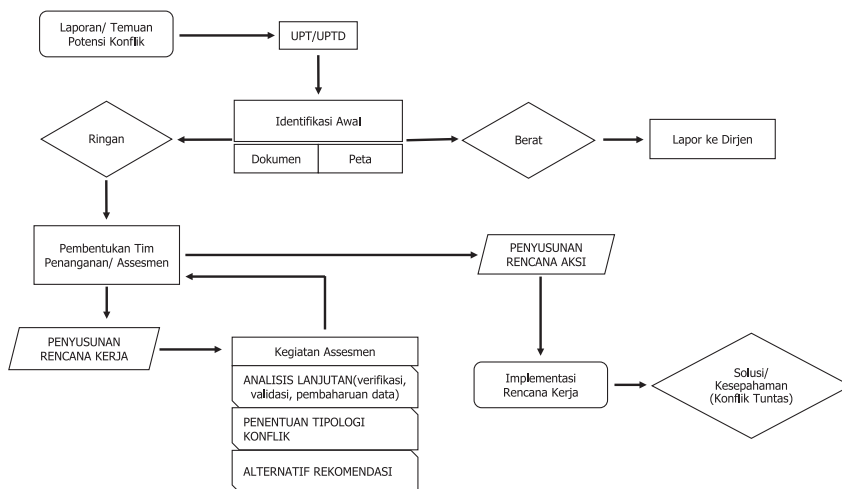 Laporan/ Temuan
Potensi Konflik
UPT/UPTD
Identifikasi Awal
Dokumen
Peta
Ringan
Berat
Lapor ke Dirjen
Pembentukan Tim
Penanganan/ Assesmen
PENYUSUNAN
RENCANA AKSI
PENYUSUNAN
RENCANA KERJA
Kegiatan Assesmen
ANALISIS LANJUTAN(verifikasi,
validasi, pembaharuan data)
PENENTUAN TIPOLOGI
KONFLIK
ALTERNATIF REKOMENDASI
Implementasi
Rencana Kerja
Solusi/
Kesepahaman
(Konflik Tuntas)